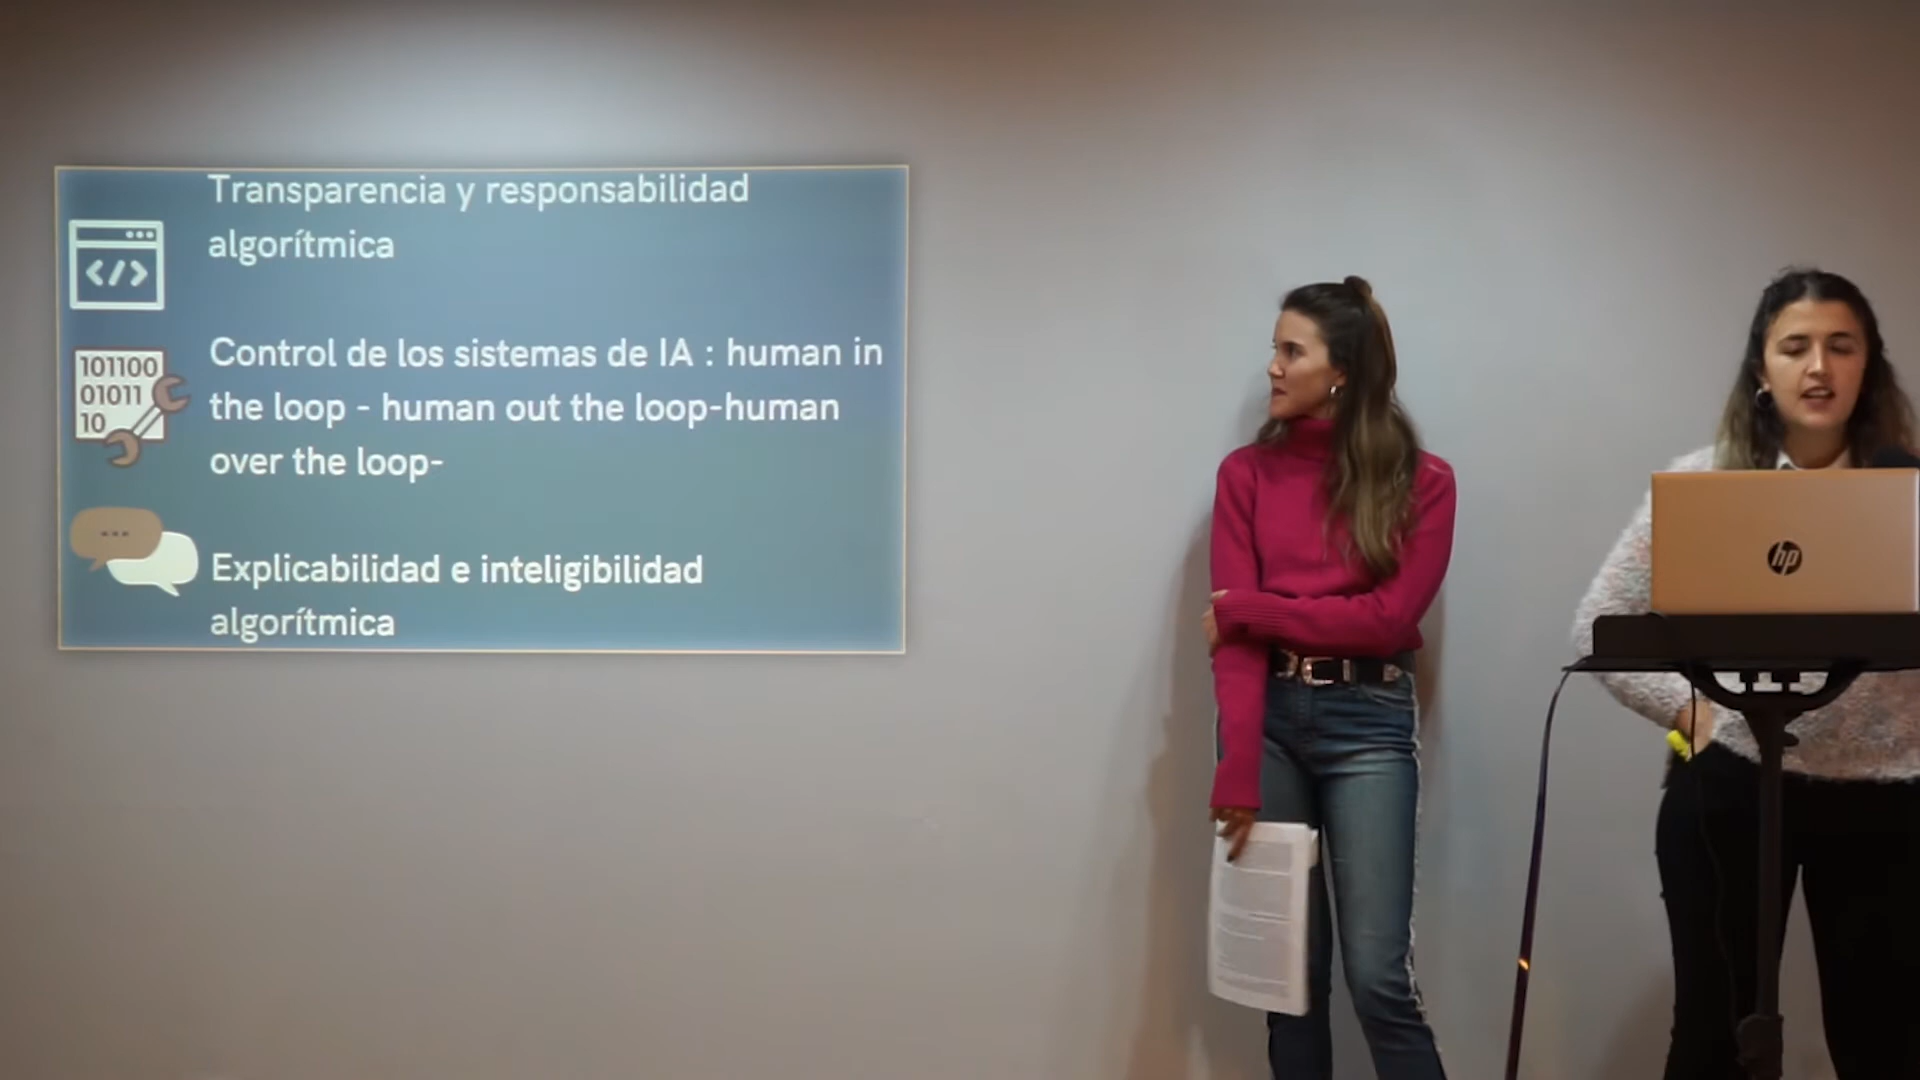 Transparencia y responsabilidad
algorítmica
101100
01011
10
Control de los sistemas de IA : human in
the loop - human out the loop-human
over the loop-
Explicabilidad e inteligibilidad
algorítmica
hp